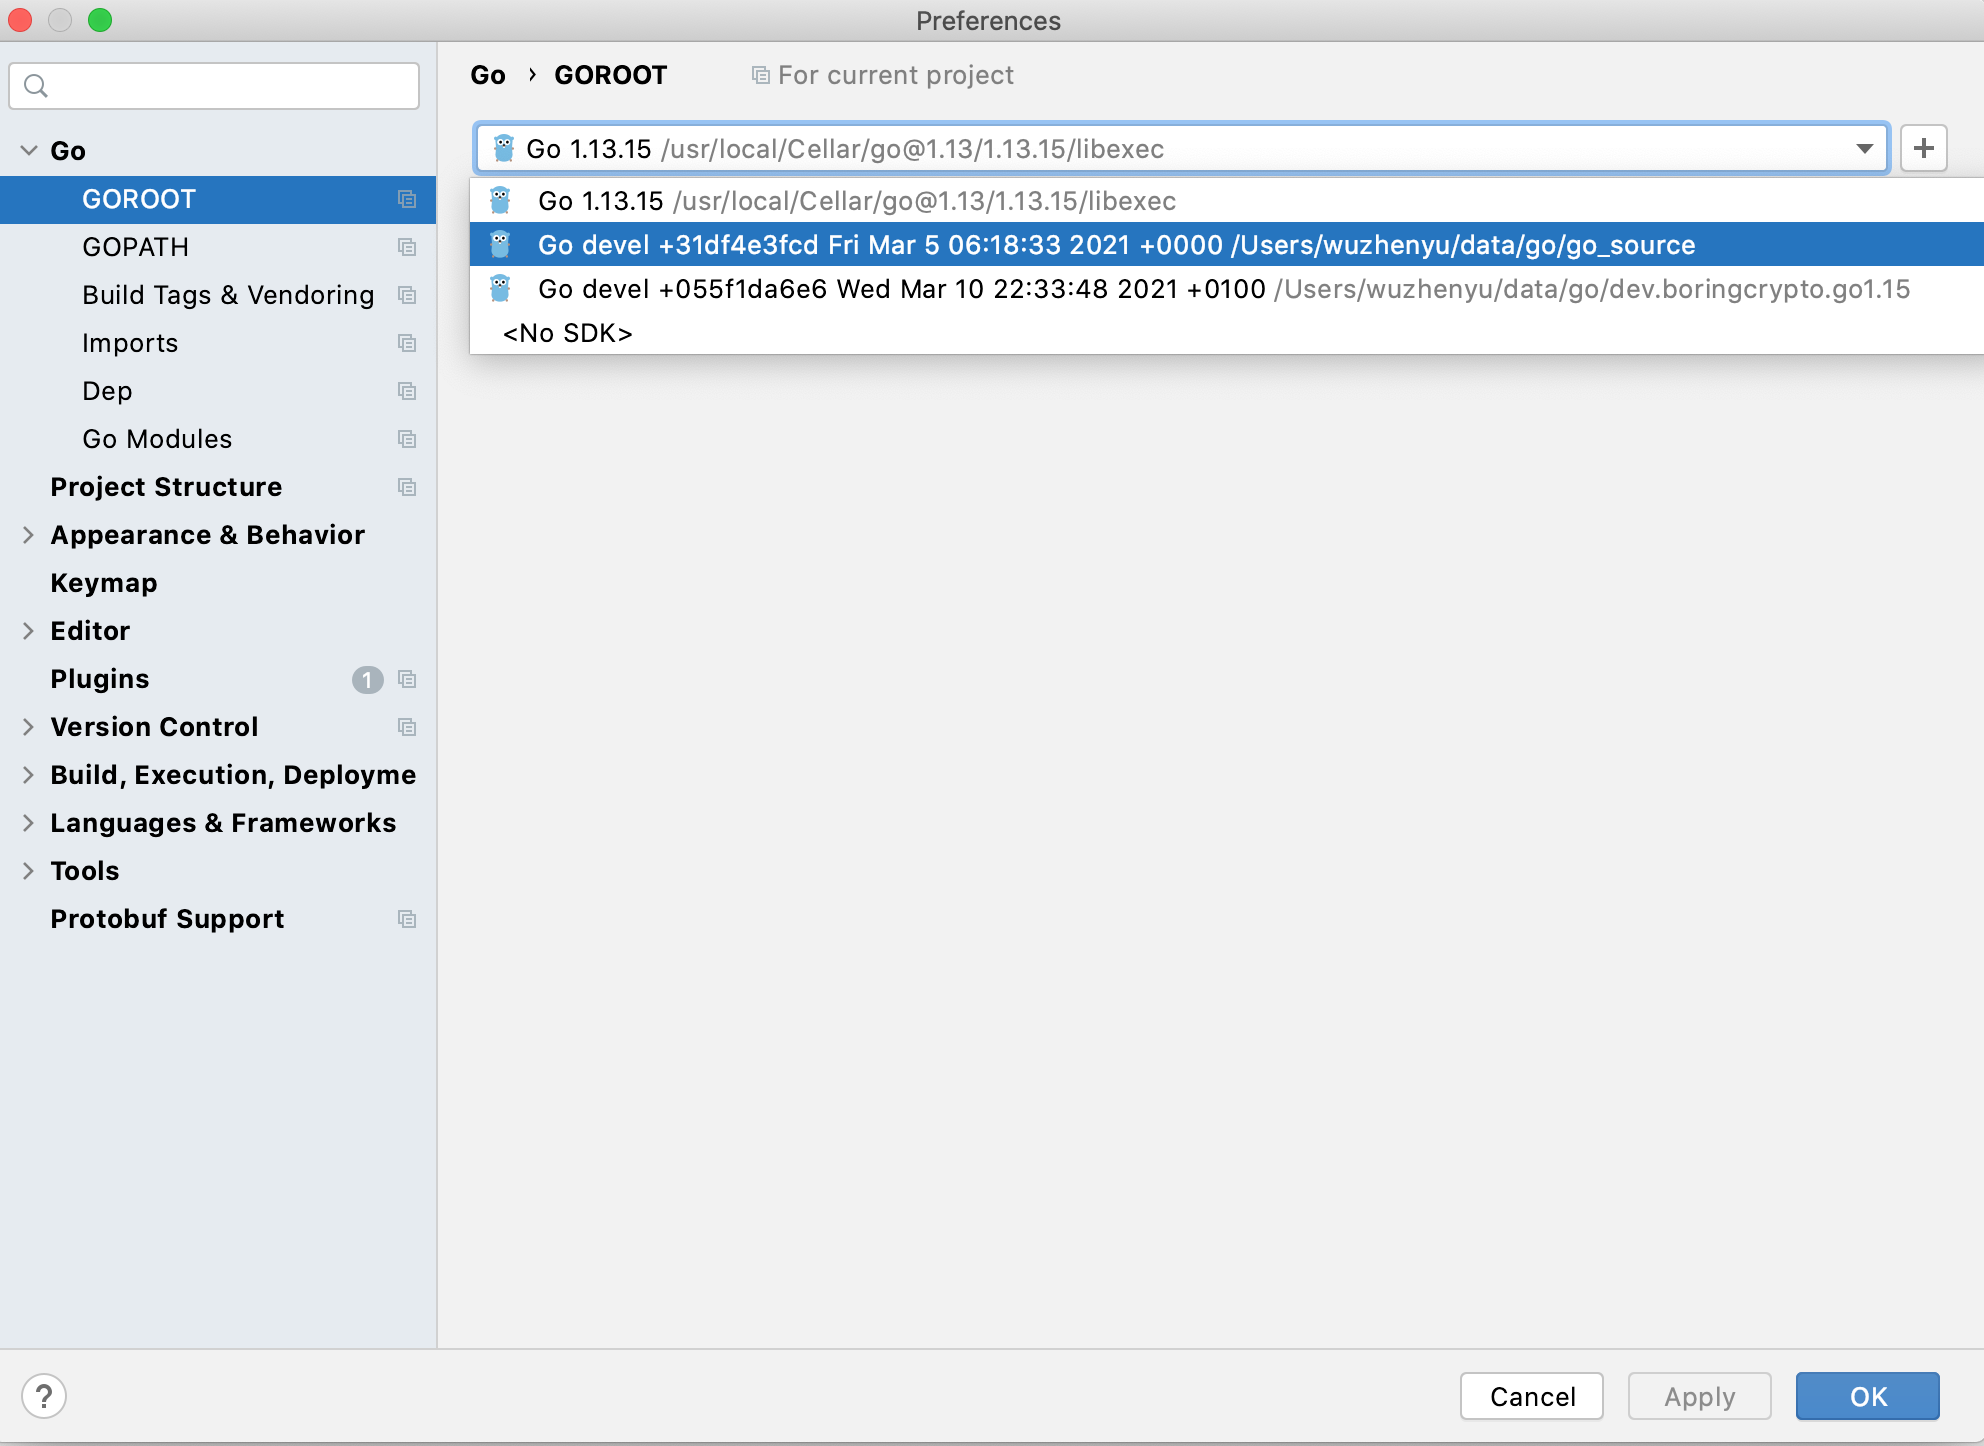 Preferences
Go › GOROOT For current project
Go 1.13.15 /usr/local/Cellar/go@1.13/1.13.15/libexec
Go 1.13.15 /usr/local/Cellar/go@1.13/1.13.15/libexec
Go devel +31df4e3fcd Fri Mar 5 06:18:33 2021 +0000 /Users/wuzhenyu/data/go/go_source
Go devel +055f1da6e6 Wed Mar 10 22:33:48 2021 +0100 /Users/wuzhenyu/data/go/dev.boringcrypto.go1.15
<No SDK>
Go
GOROOT
GOPATH
Build Tags & Vendoring
Imports
Dep
Go Modules
Project Structure
Appearance & Behavior
Keymap
Editor
Plugins 1
Version Control
Build, Execution, Deployme
Languages & Frameworks
Tools
Protobuf Support
?
Cancel
Apply
OK